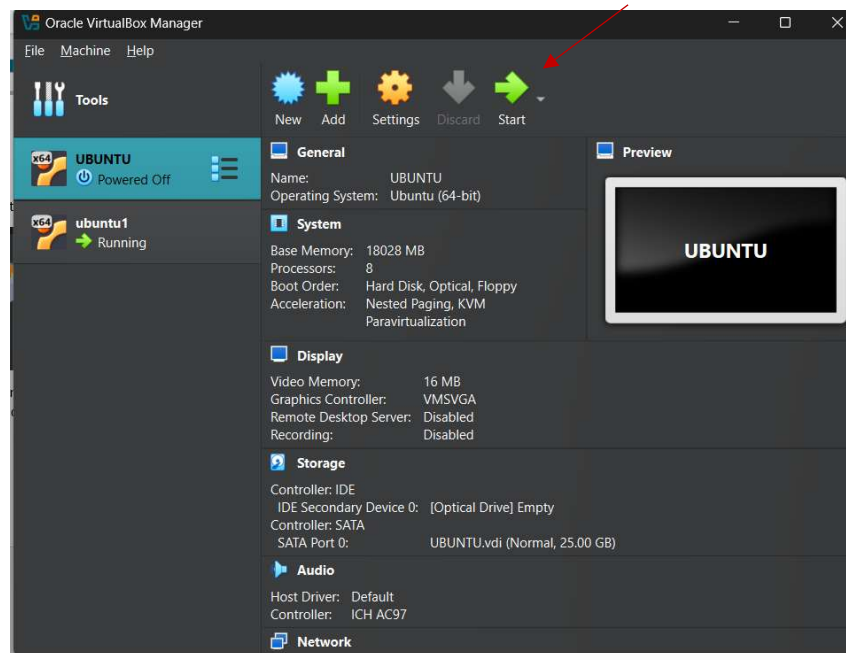 Oracle VirtualBox Manager
File Machine Help
Tools
New Add Settings Discard Start
x64 UBUNTU
Powered Off
x64 ubuntu1
Running
General
Name: UBUNTU
Operating System: Ubuntu (64-bit)
System
Base Memory: 18028 MB
Processors: 8
Boot Order: Hard Disk, Optical, Floppy
Acceleration: Nested Paging, KVM
Paravirtualization
Preview
UBUNTU
Display
Video Memory: 16 MB
Graphics Controller: VMSVGA
Remote Desktop Server: Disabled
Recording: Disabled
Storage
Controller: IDE
IDE Secondary Device 0: [Optical Drive] Empty
Controller: SATA
SATA Port 0: UBUNTU.vdi (Normal, 25.00 GB)
Audio
Host Driver: Default
Controller: ICH AC97
Network